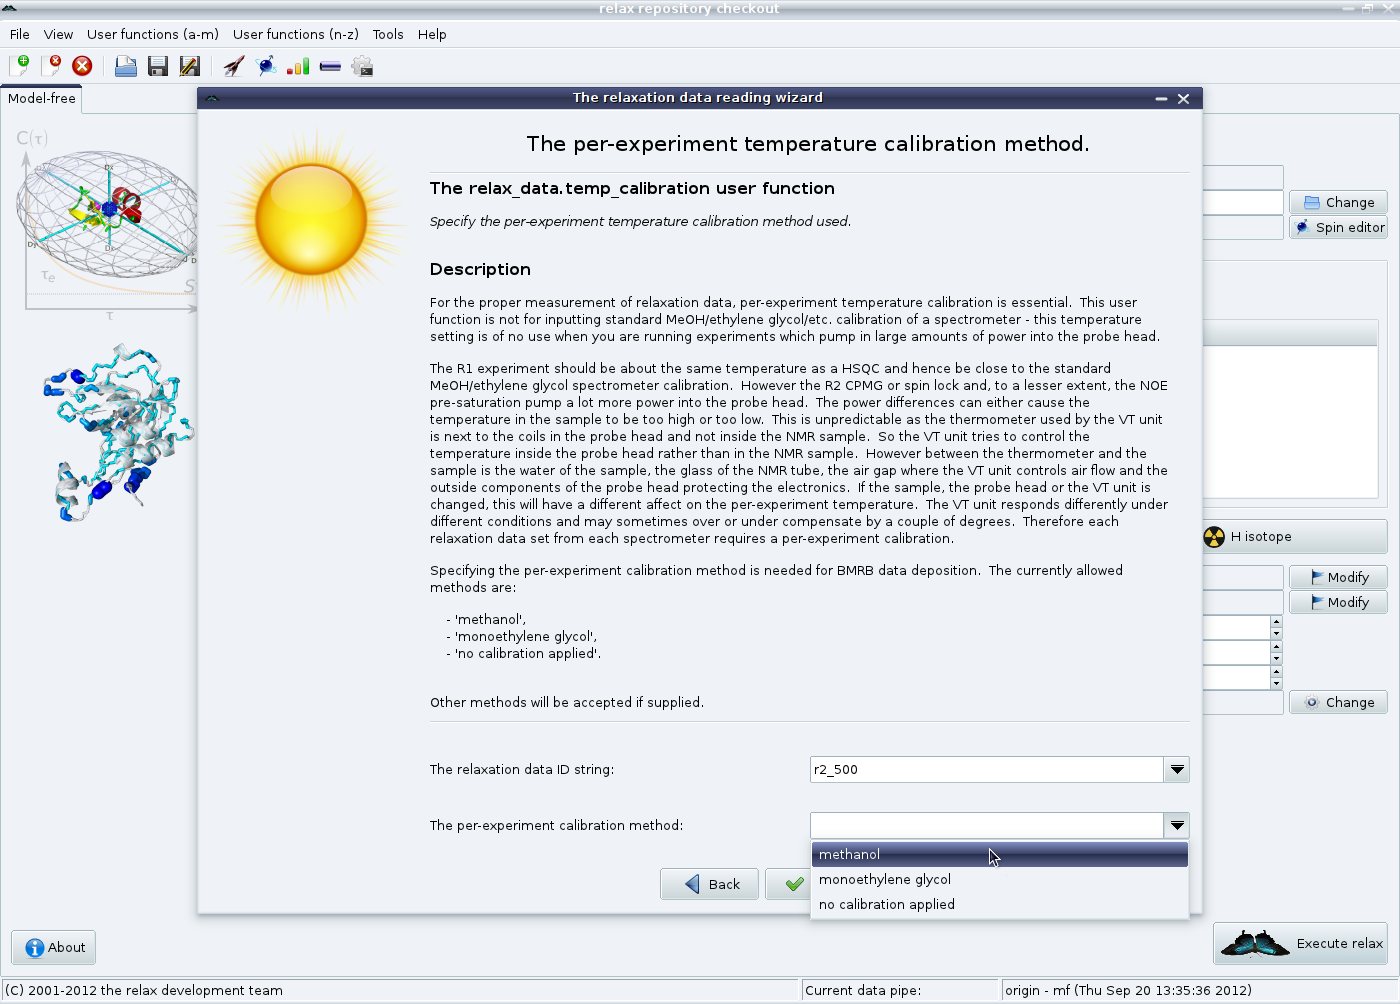 relax repository checkout
File View User functions (a-m) User functions (n-z) Tools Help
Model-free
The relaxation data reading wizard
C(τ)
Dx
τe
S
τ
The per-experiment temperature calibration method.
The relax_data.temp_calibration user function
Specify the per-experiment temperature calibration method used.
Description
For the proper measurement of relaxation data, per-experiment temperature calibration is essential.  This user
function is not for inputting standard MeOH/ethylene glycol/etc. calibration of a spectrometer - this temperature
setting is of no use when you are running experiments which pump in large amounts of power into the probe head.
The R1 experiment should be about the same temperature as a HSQC and hence be close to the standard
MeOH/ethylene glycol spectrometer calibration.  However the R2 CPMG or spin lock and, to a lesser extent, the NOE
pre-saturation pump a lot more power into the probe head.  The power differences can either cause the
temperature in the sample to be too high or too low.  This is unpredictable as the thermometer used by the VT unit
is next to the coils in the probe head and not inside the NMR sample.  So the VT unit tries to control the
temperature inside the probe head rather than in the NMR sample.  However between the thermometer and the
sample is the water of the sample, the glass of the NMR tube, the air gap where the VT unit controls air flow and the
outside components of the probe head protecting the electronics.  If the sample, the probe head or the VT unit is
changed, this will have a different affect on the per-experiment temperature.  The VT unit responds differently under
different conditions and may sometimes over or under compensate by a couple of degrees.  Therefore each
relaxation data set from each spectrometer requires a per-experiment calibration.
Specifying the per-experiment calibration method is needed for BMRB data deposition.  The currently allowed
methods are:
- 'methanol',
- 'monoethylene glycol',
- 'no calibration applied'.
Other methods will be accepted if supplied.
The relaxation data ID string: r2_500
The per-experiment calibration method:
methanol
monoethylene glycol
no calibration applied
Back
Change
Spin editor
H isotope
Modify
Modify
Change
About
Execute relax
(C) 2001-2012 the relax development team
Current data pipe:
origin - mf (Thu Sep 20 13:35:36 2012)